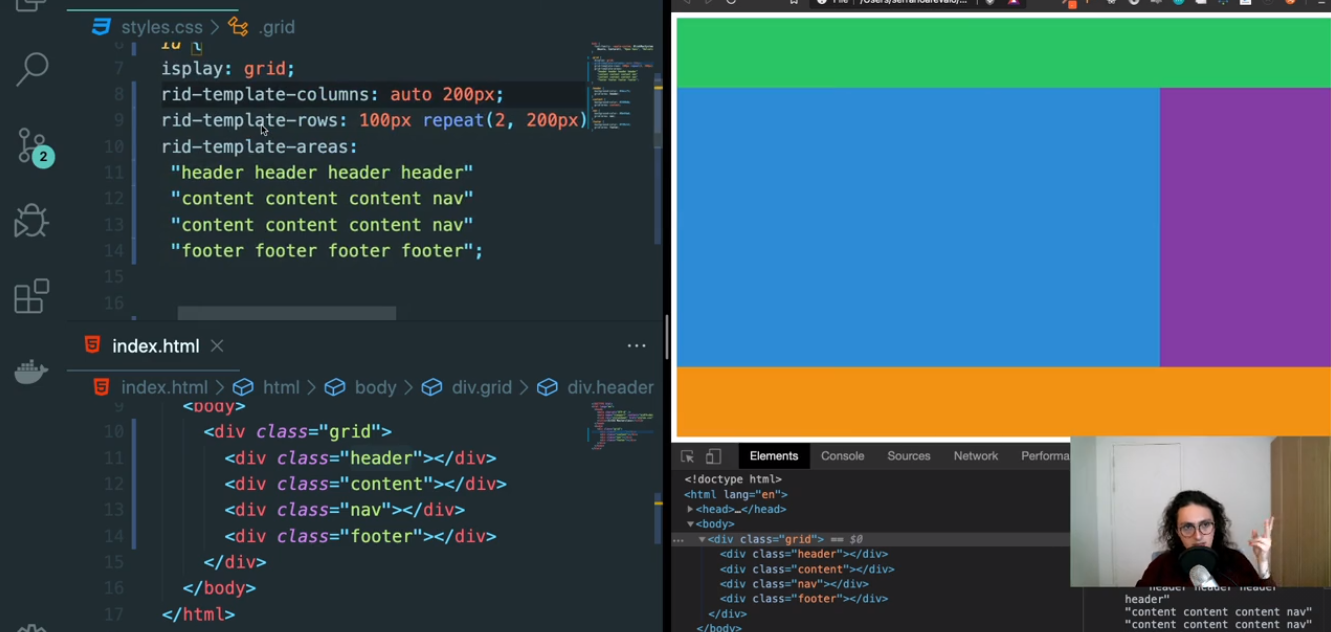 styles.css > .grid
6
7 isplay: grid;
8 rid-template-columns: auto 200px;
9 rid-template-rows: 100px repeat(2, 200px)
10 rid-template-areas:
11 "header header header header"
12 "content content content nav"
13 "content content content nav"
14 "footer footer footer footer";
15
16
2
index.html
index.html > html > body > div.grid > div.header
9 <body>
10 <div class="grid">
11 <div class="header"></div>
12 <div class="content"></div>
13 <div class="nav"></div>
14 <div class="footer"></div>
15 </div>
16 </body>
17 </html>
Elements Console Sources Network Performa
<!doctype html>
<html lang="en">
<head>…</head>
<body>
<div class="grid"> == $0
<div class="header"></div>
<div class="content"></div>
<div class="nav"></div>
<div class="footer"></div>
</div>
</body>
header"
"content content content nav"
"content content content nav"